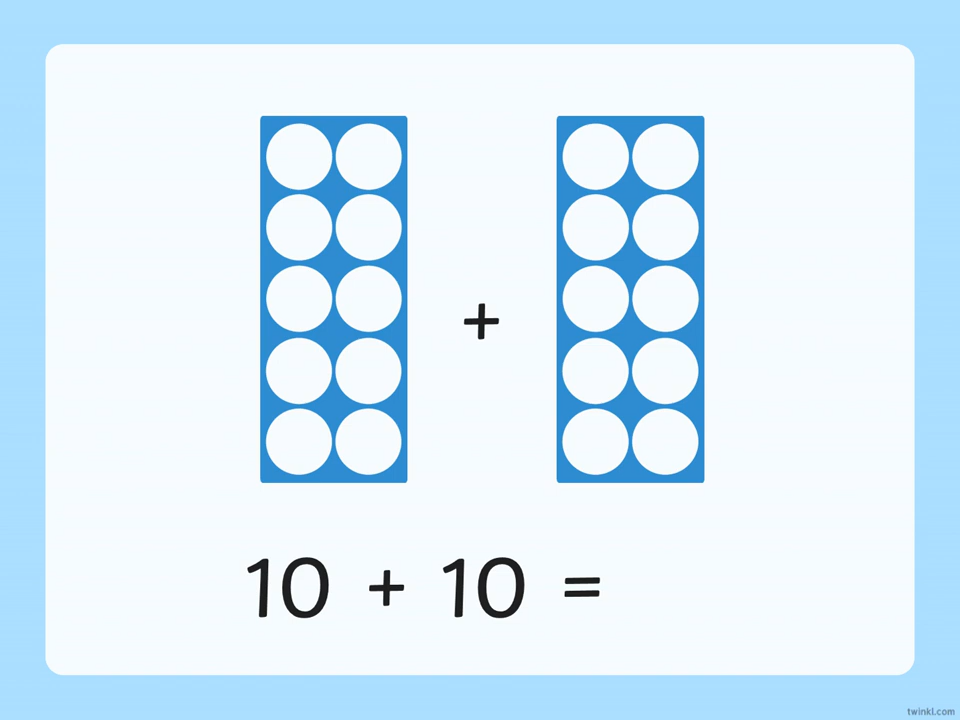 +
10 + 10 =
twinkl.com